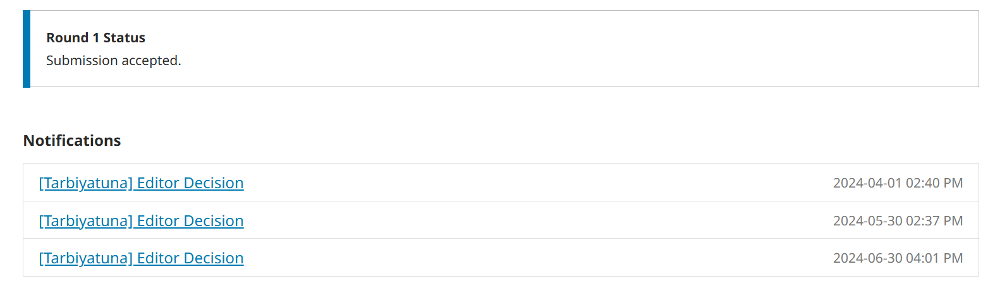 Round 1 Status
Submission accepted.
Notifications
[Tarbiyatuna] Editor Decision 2024-04-01 02:40 PM
[Tarbiyatuna] Editor Decision 2024-05-30 02:37 PM
[Tarbiyatuna] Editor Decision 2024-06-30 04:01 PM